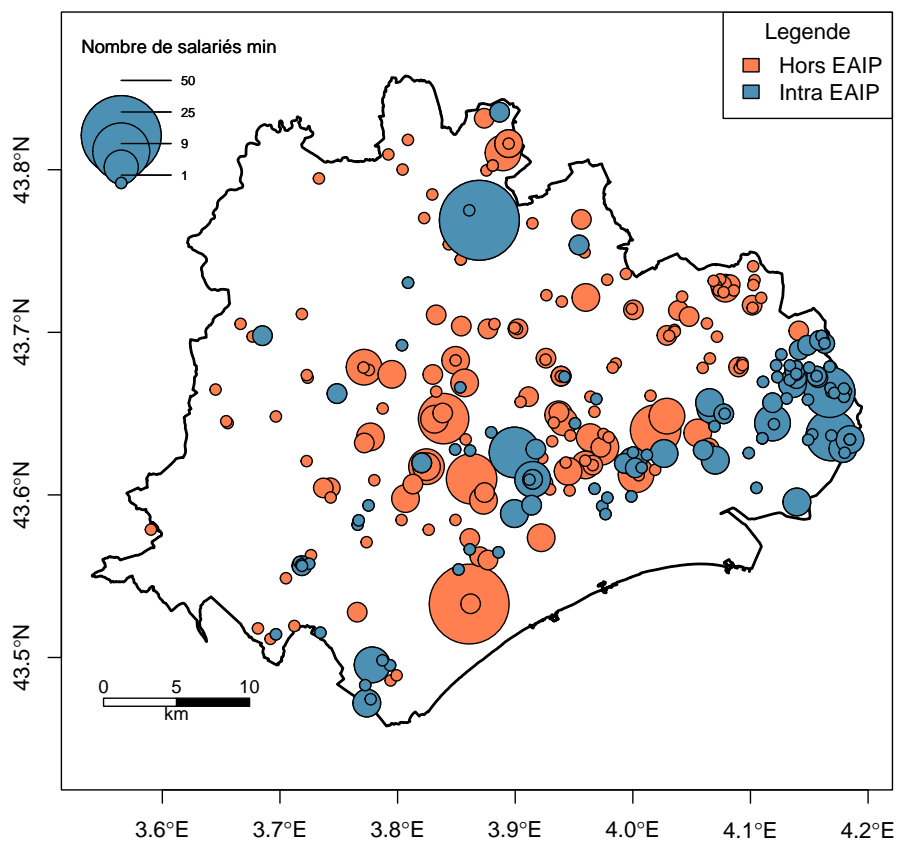 Nombre de salariés min
50
25
9
1
Legende
Hors EAIP
Intra EAIP
43.8°N
43.7°N
43.6°N
43.5°N
0 5 10
km
3.6°E 3.7°E 3.8°E 3.9°E 4.0°E 4.1°E 4.2°E